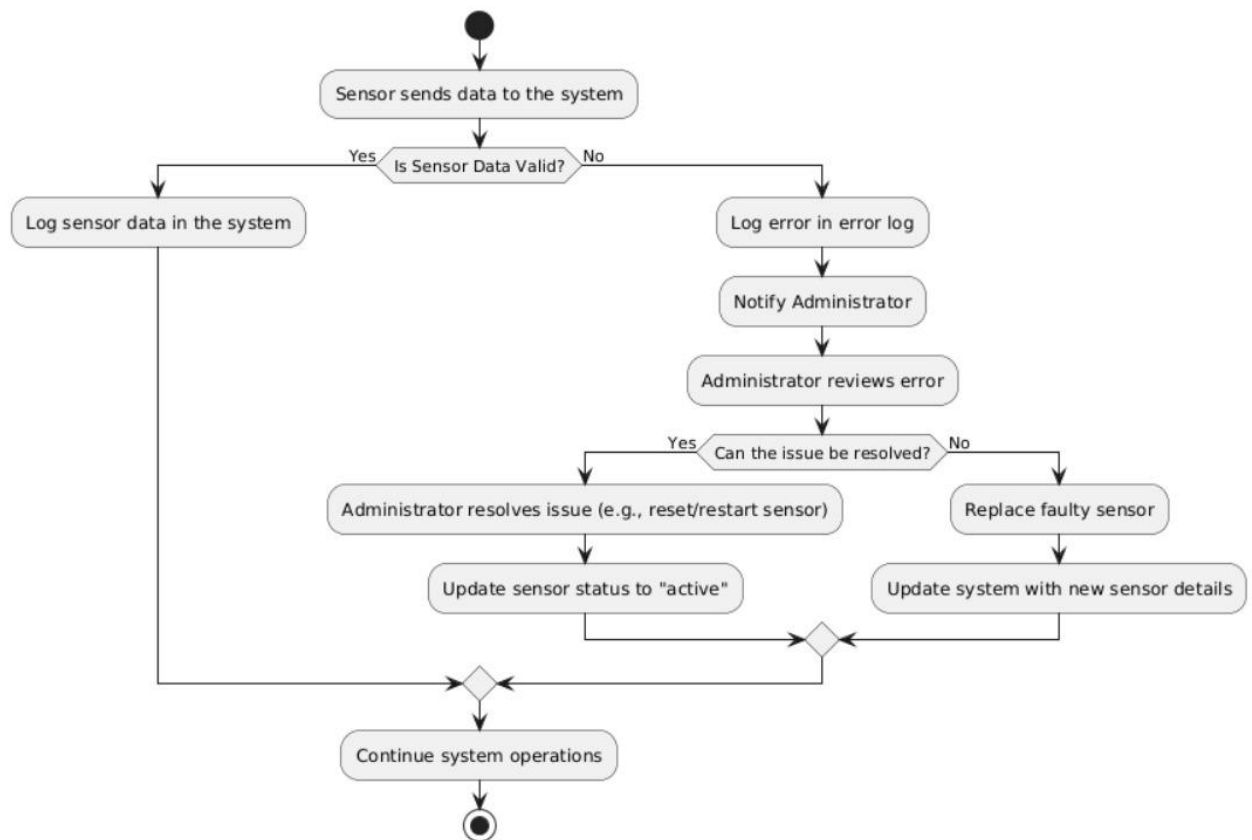 Sensor sends data to the system
Yes
Is Sensor Data Valid?
No
Log sensor data in the system
Log error in error log
Notify Administrator
Administrator reviews error
Yes
Can the issue be resolved?
No
Administrator resolves issue (e.g., reset/restart sensor)
Replace faulty sensor
Update sensor status to "active"
Update system with new sensor details
Continue system operations